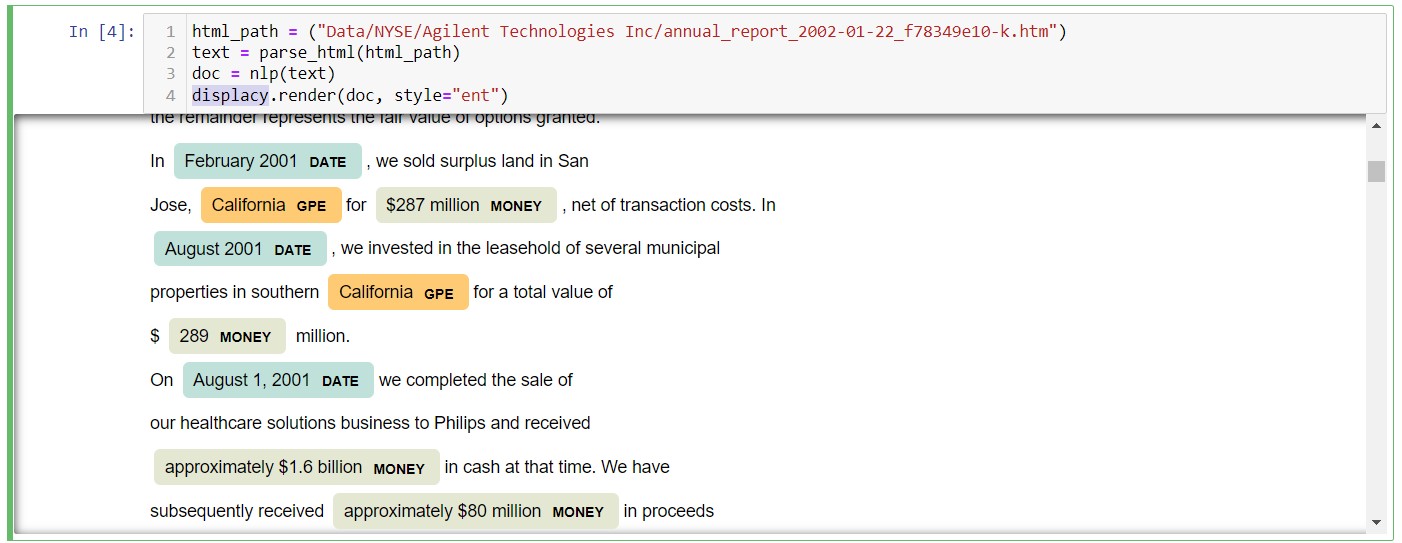 In [4]:
1 html_path = ("Data/NYSE/Agilent Technologies Inc/annual_report_2002-01-22_f78349e10-k.htm")
2 text = parse_html(html_path)
3 doc = nlp(text)
4 displacy.render(doc, style="ent")
the remainder represents the fair value of options granted.
In February 2001 DATE , we sold surplus land in San
Jose, California GPE for $287 million MONEY , net of transaction costs. In
August 2001 DATE , we invested in the leasehold of several municipal
properties in southern California GPE for a total value of
$ 289 MONEY million.
On August 1, 2001 DATE we completed the sale of
our healthcare solutions business to Philips and received
approximately $1.6 billion MONEY in cash at that time. We have
subsequently received approximately $80 million MONEY in proceeds